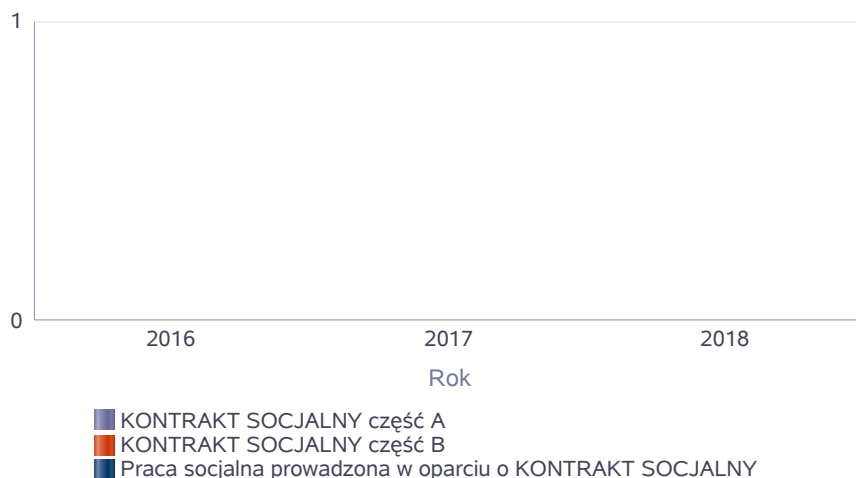 1
0
2016 2017 2018
Rok
KONTRAKT SOCJALNY część A
KONTRAKT SOCJALNY część B
Praca socjalna prowadzona w oparciu o KONTRAKT SOCJALNY